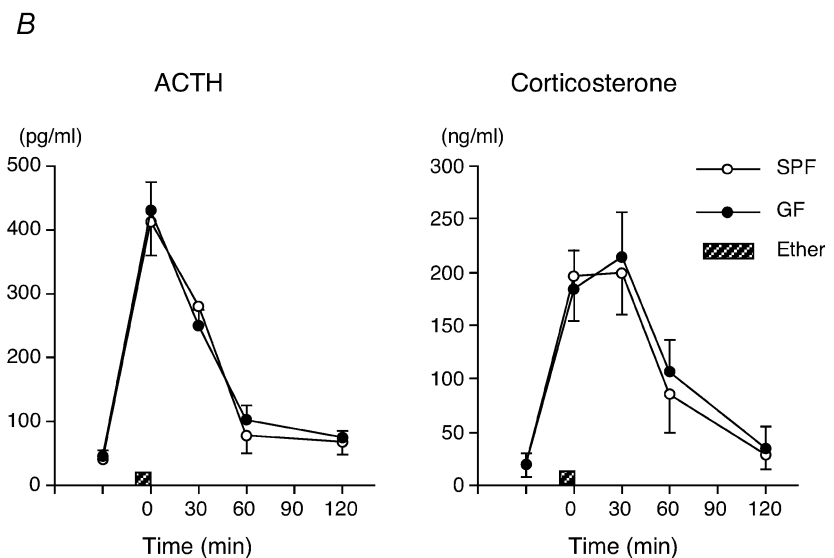 B
ACTH
(pg/ml)
500
400
300
200
100
0
0 30 60 90 120
Time (min)
Corticosterone
(ng/ml)
300
250
200
150
100
50
0
0 30 60 90 120
Time (min)
SPF
GF
Ether